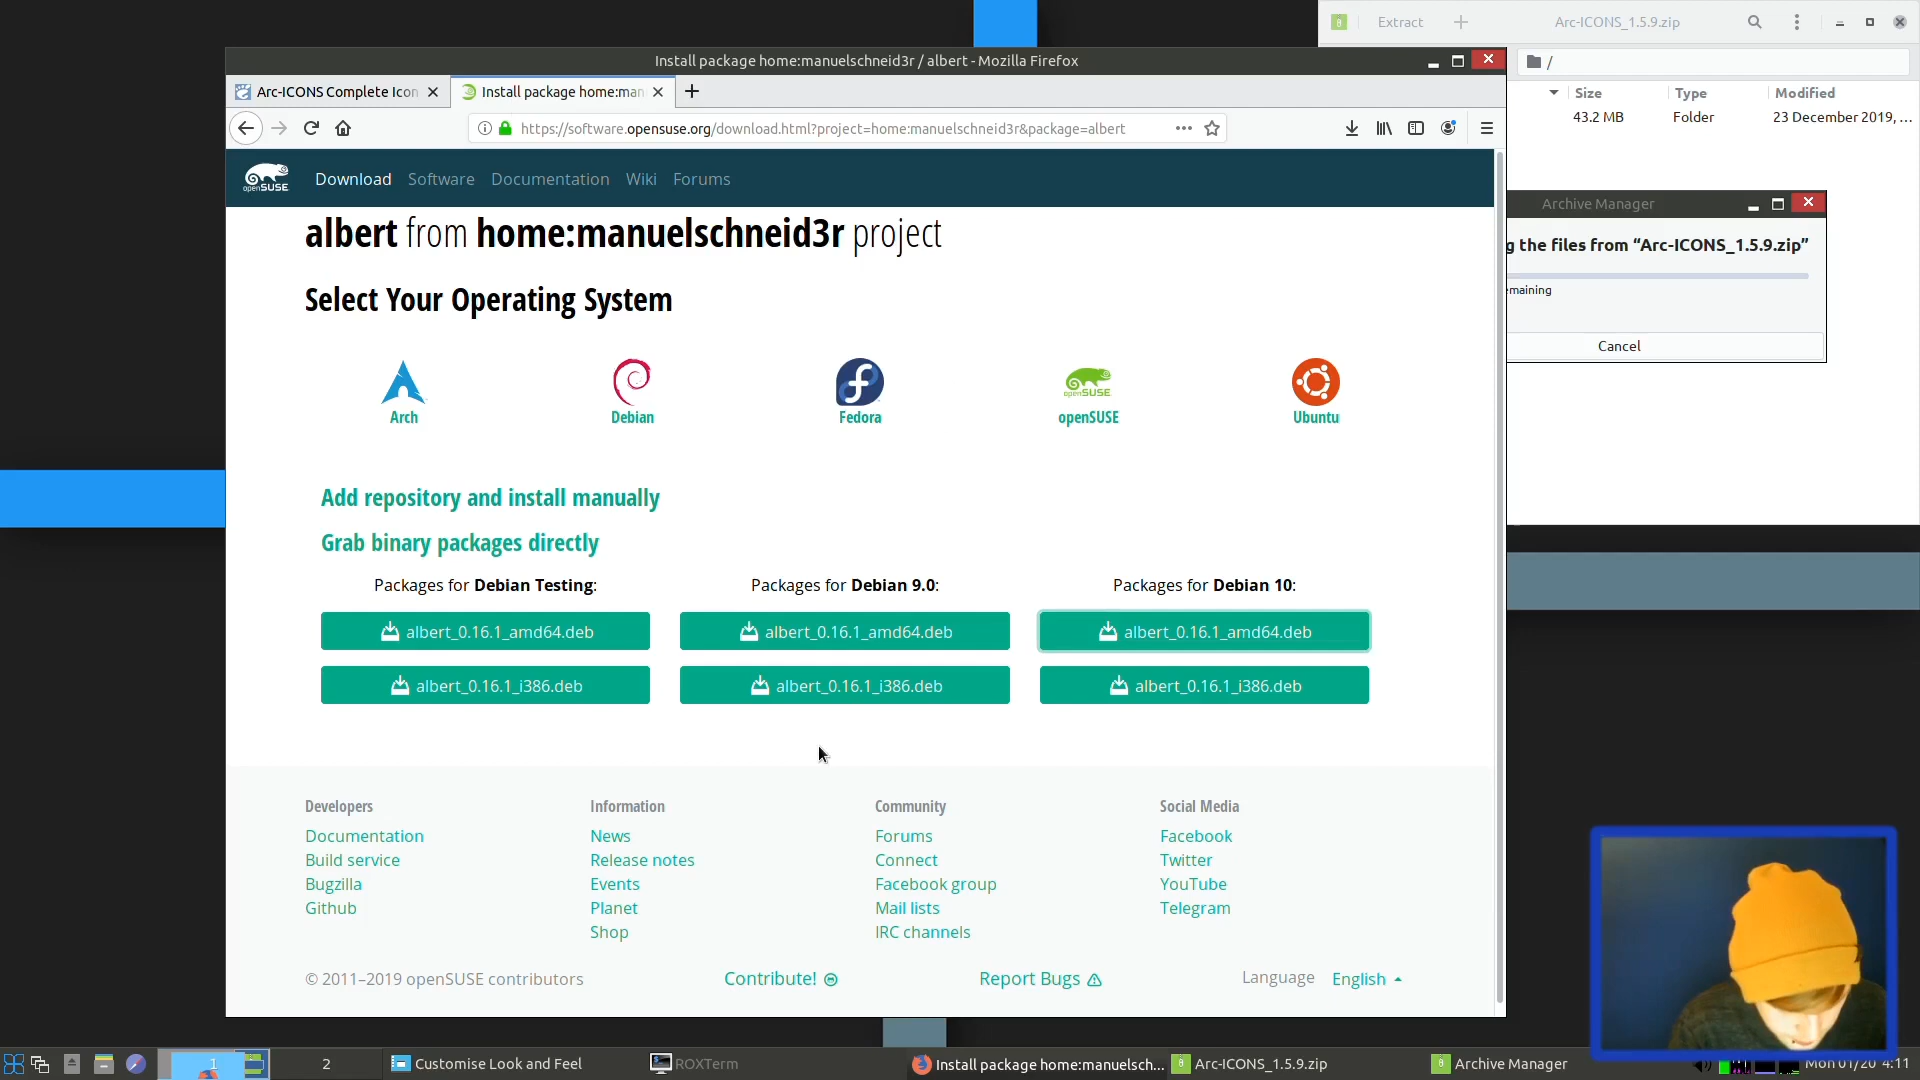 Extract
Arc-ICONS_1.5.9.zip
Install package home:manuelschneid3r / albert - Mozilla Firefox
/
Arc-ICONS Complete Icon
Install package home:man
Size
Type
Modified
43.2 MB
Folder
23 December 2019, ...
https://software.opensuse.org/download.html?project=home:manuelschneid3r&package=albert
openSUSE
Download
Software
Documentation
Wiki
Forums
Archive Manager
g the files from “Arc-ICONS_1.5.9.zip”
emaining
Cancel
albert from home:manuelschneid3r project
Select Your Operating System
openSUSE
Arch
Debian
Fedora
openSUSE
Ubuntu
Add repository and install manually
Grab binary packages directly
Packages for Debian Testing:
Packages for Debian 9.0:
Packages for Debian 10:
albert_0.16.1_amd64.deb
albert_0.16.1_amd64.deb
albert_0.16.1_amd64.deb
albert_0.16.1_i386.deb
albert_0.16.1_i386.deb
albert_0.16.1_i386.deb
Developers
Documentation
Build service
Bugzilla
Github
Information
News
Release notes
Events
Planet
Shop
Community
Forums
Connect
Facebook group
Mail lists
IRC channels
Social Media
Facebook
Twitter
YouTube
Telegram
© 2011–2019 openSUSE contributors
Contribute!
Report Bugs
Language
English
1
2
Customise Look and Feel
ROXTerm
Install package home:manuelsch...
Arc-ICONS_1.5.9.zip
Archive Manager
Mon 01/20 4:11